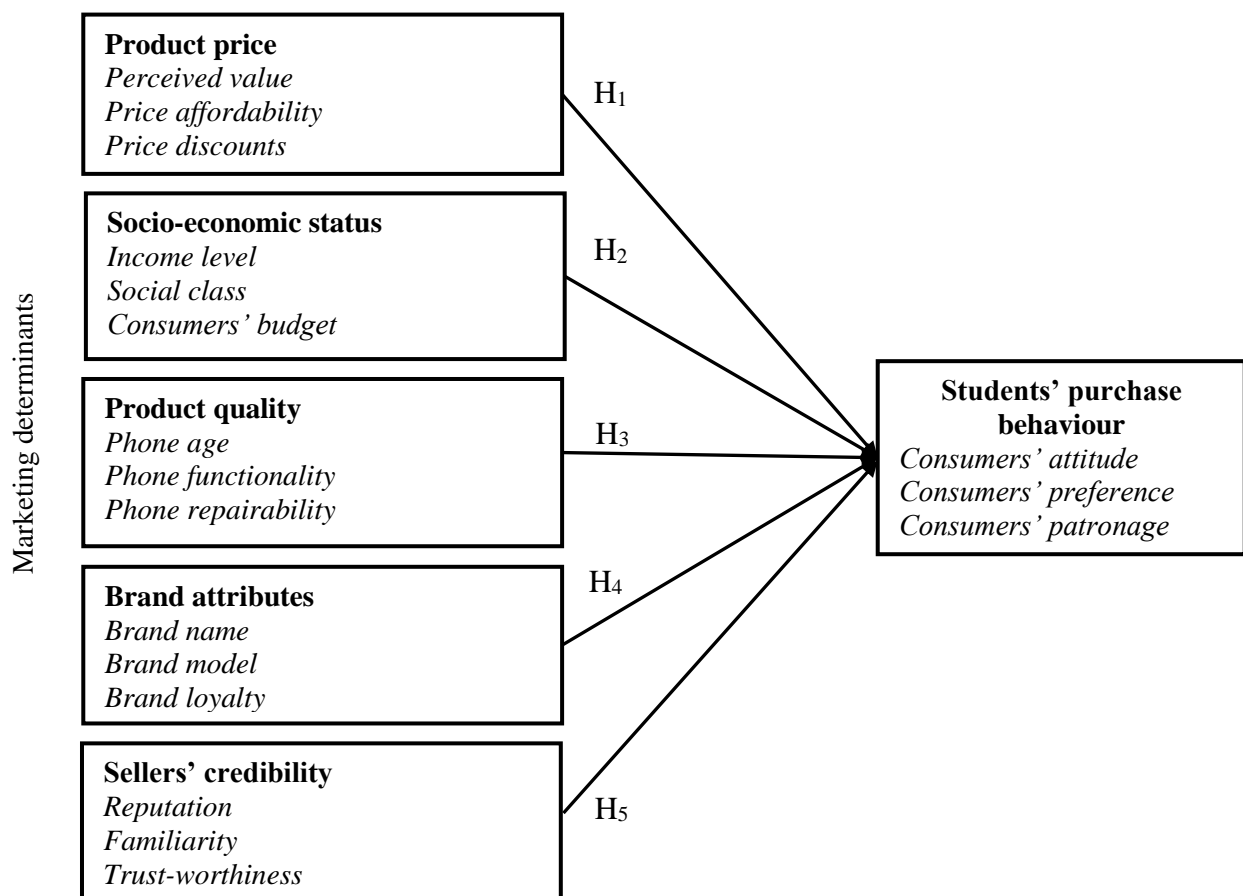 Marketing determinants
Product price
Perceived value
Price affordability
Price discounts
H₁
Socio-economic status
Income level
Social class
Consumers’ budget
H₂
Product quality
Phone age
Phone functionality
Phone repairability
H₃
Brand attributes
Brand name
Brand model
Brand loyalty
H₄
Sellers’ credibility
Reputation
Familiarity
Trust-worthiness
H₅
Students’ purchase
behaviour
Consumers’ attitude
Consumers’ preference
Consumers’ patronage